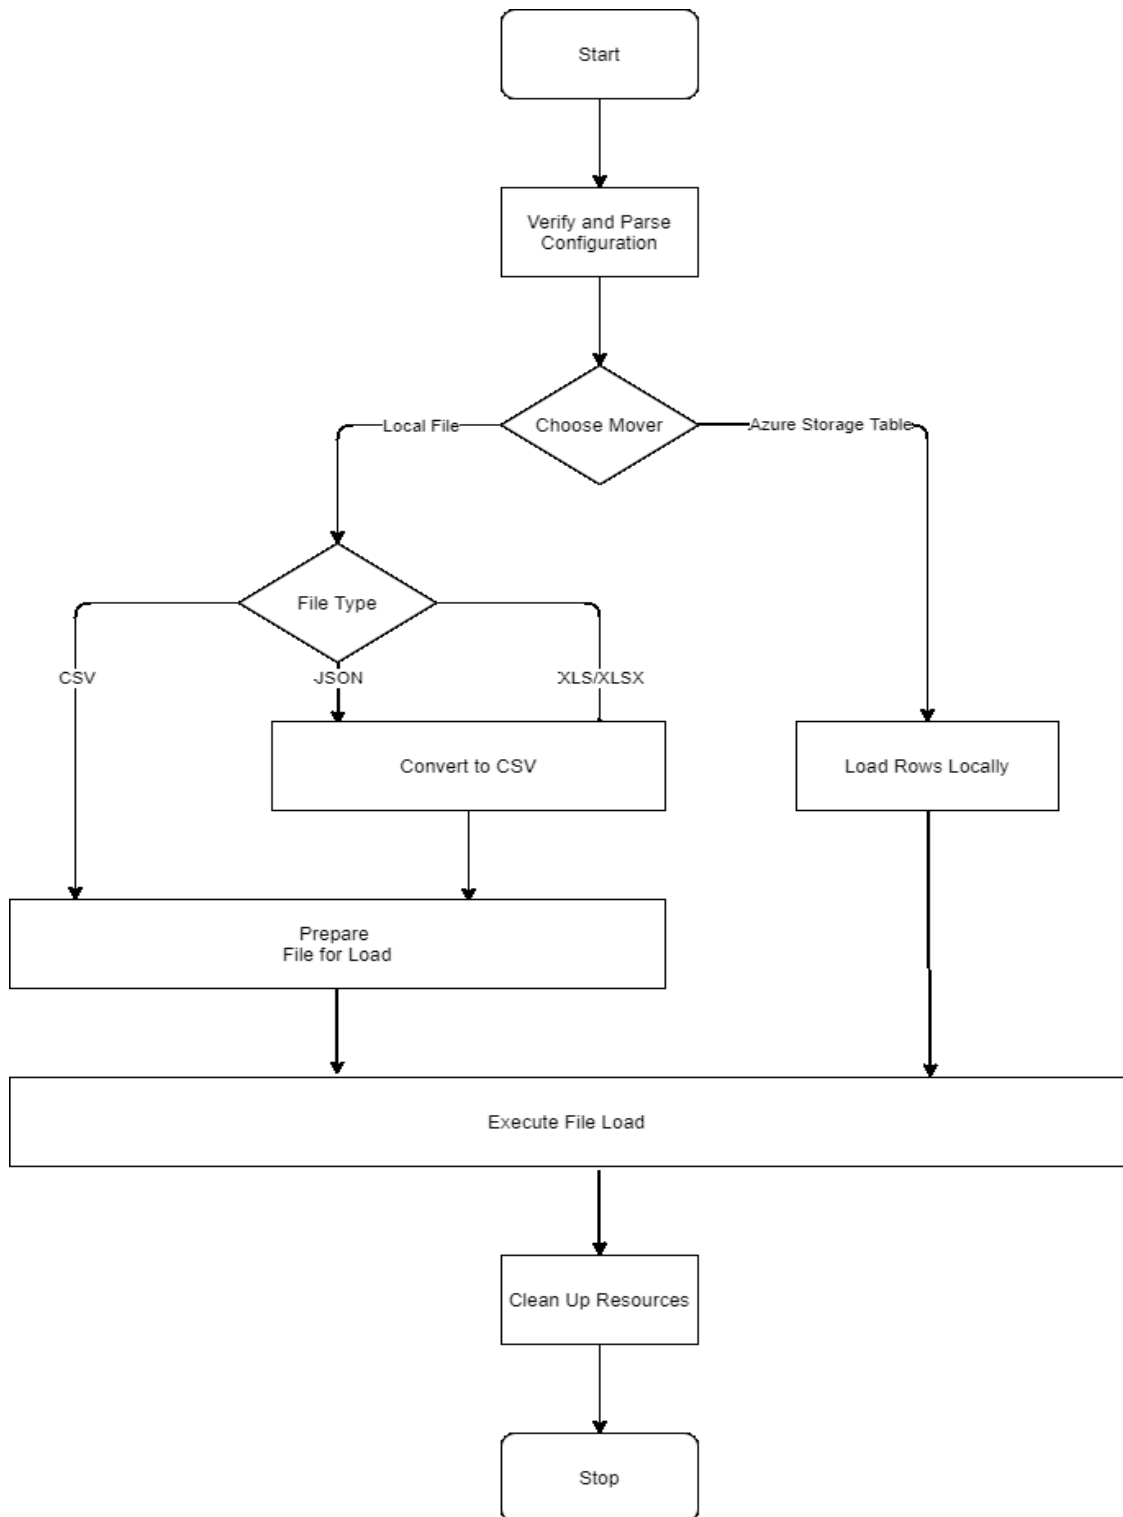 Start
Verify and Parse
Configuration
Local File
Choose Mover
Azure Storage Table
File Type
CSV
JSON
XLS/XLSX
Convert to CSV
Load Rows Locally
Prepare
File for Load
Execute File Load
Clean Up Resources
Stop